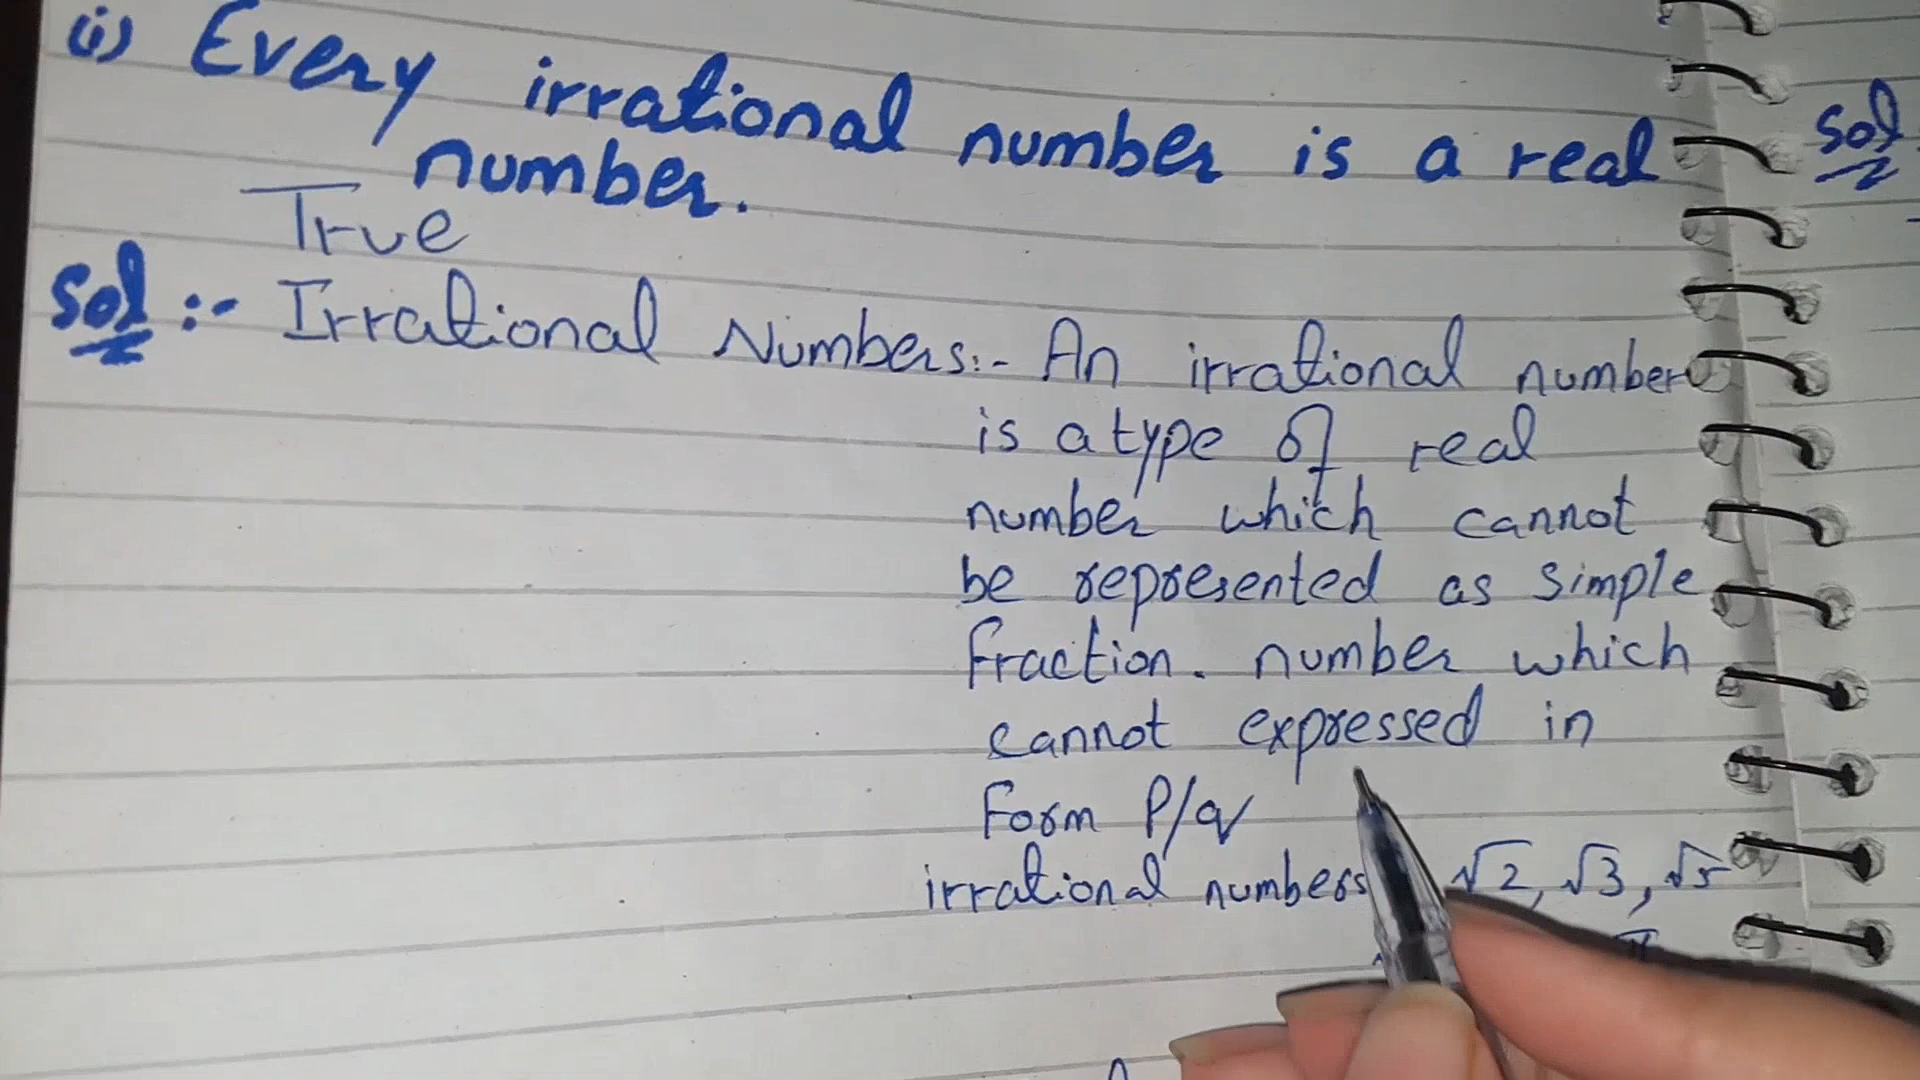 (i) Every irrational number is a real
number.
True
Sol :- Irrational Numbers:- An irrational number
is a type of real
number which cannot
be represented as simple
fraction. number which
cannot expressed in
Form P/q
irrational numbers √2, √3, √5
Sol